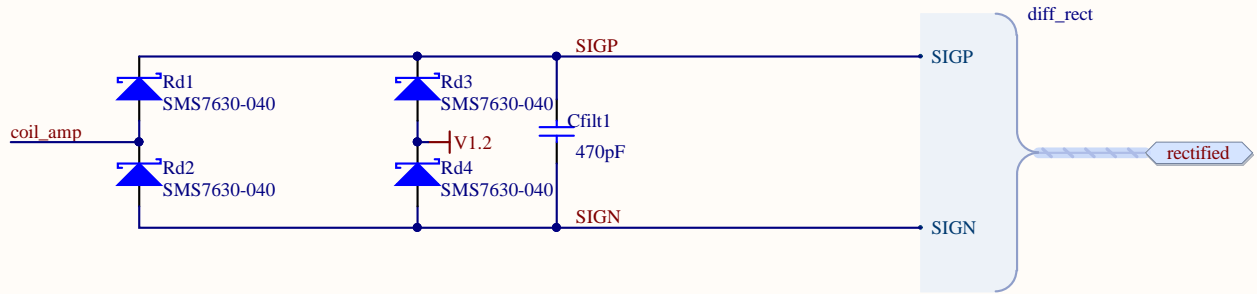 diff_rect
SIGP
SIGP
Rd1
SMS7630-040
Rd3
SMS7630-040
Cfilt1
470pF
coil_amp
V1.2
rectified
Rd2
SMS7630-040
Rd4
SMS7630-040
SIGN
SIGN